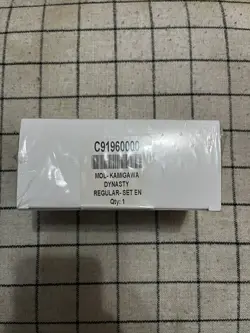 C91960000
MOL-KAMIGAWA
DYNASTY
REGULAR-SET EN
Qty: 1